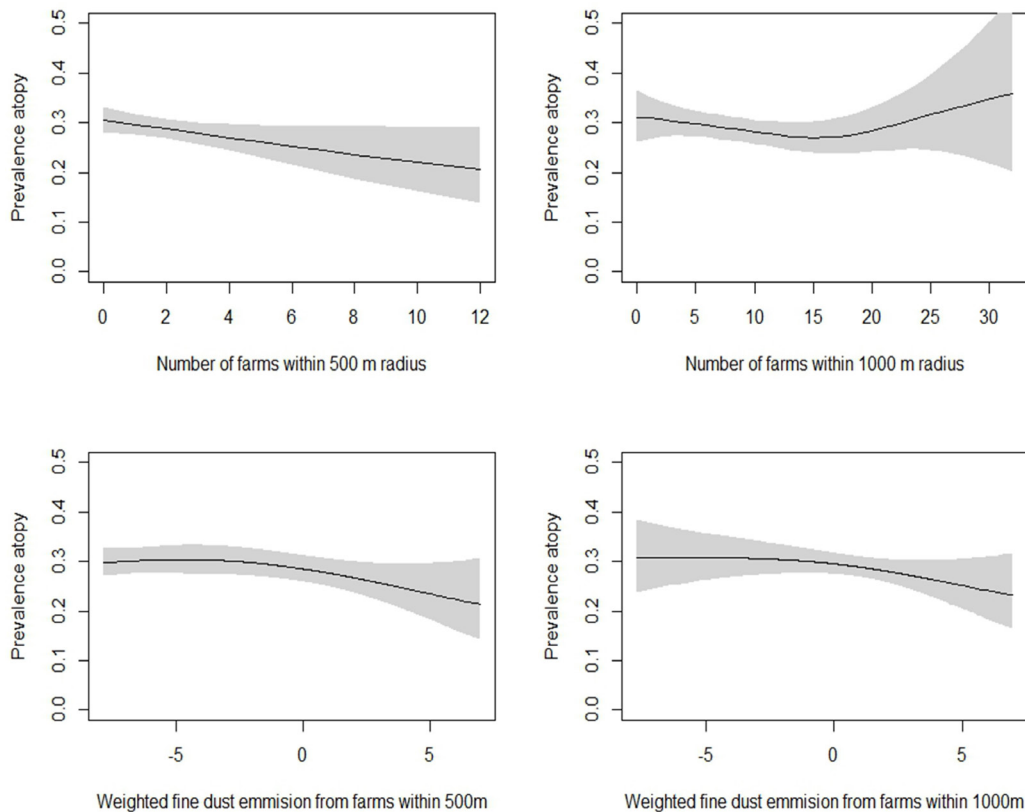 Prevalence atopy
0.5
0.4
0.3
0.2
0.1
0.0
0 2 4 6 8 10 12
Number of farms within 500 m radius
Prevalence atopy
0.5
0.4
0.3
0.2
0.1
0.0
0 5 10 15 20 25 30
Number of farms within 1000 m radius
Prevalence atopy
0.5
0.4
0.3
0.2
0.1
0.0
-5 0 5
Weighted fine dust emmision from farms within 500m
Prevalence atopy
0.5
0.4
0.3
0.2
0.1
0.0
-5 0 5
Weighted fine dust emmision from farms within 1000m